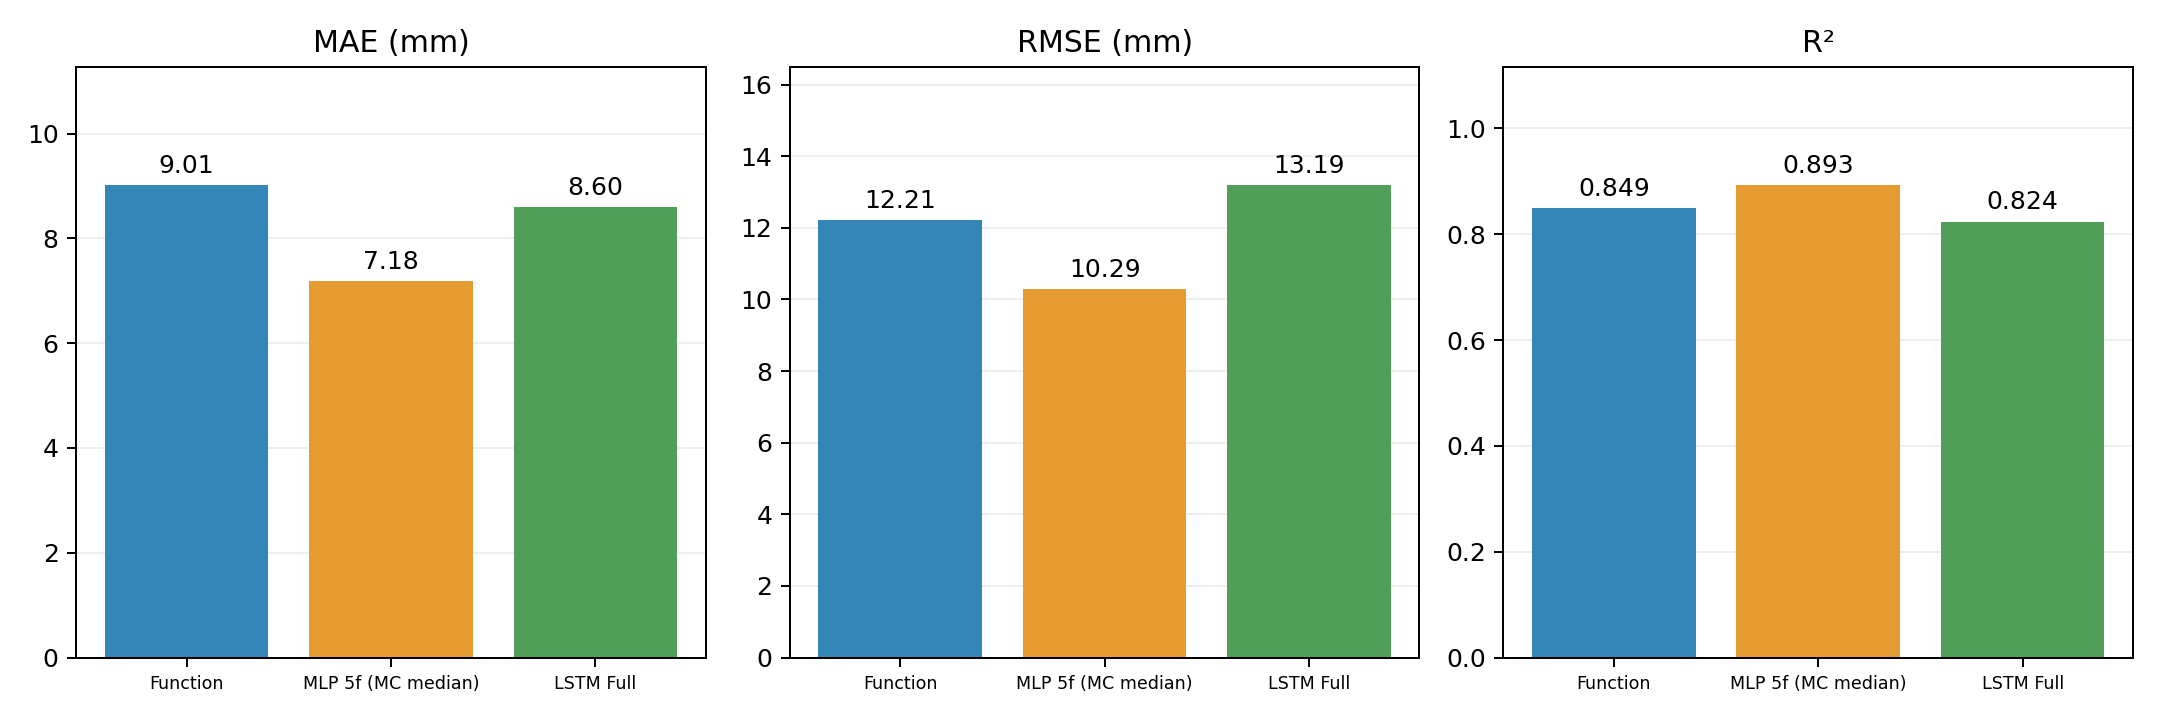 MAE (mm)
10
8
6
4
2
0
9.01
7.18
8.60
Function
MLP 5f (MC median)
LSTM Full
RMSE (mm)
16
14
12
10
8
6
4
2
0
12.21
10.29
13.19
Function
MLP 5f (MC median)
LSTM Full
R²
1.0
0.8
0.6
0.4
0.2
0.0
0.849
0.893
0.824
Function
MLP 5f (MC median)
LSTM Full